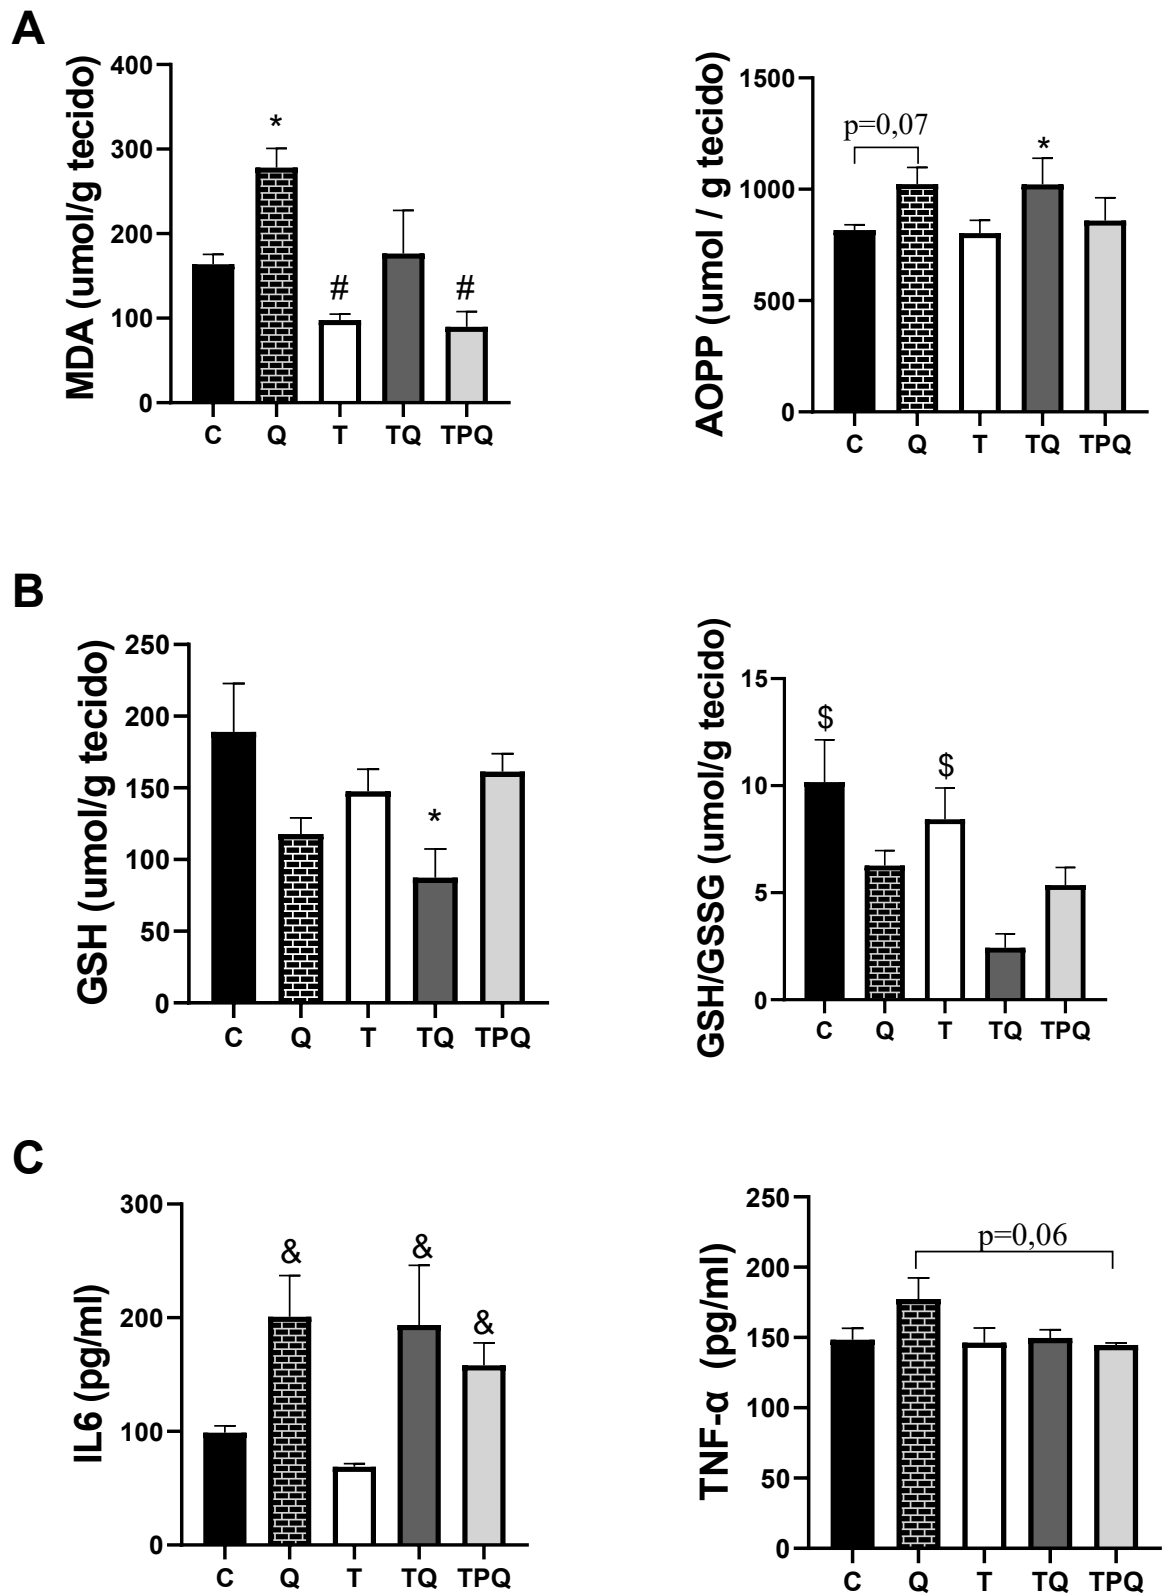 A
MDA (umol/g tecido)
400
300
200
100
0
*
#
#
C Q T TQ TPQ
AOPP (umol / g tecido)
1500
1000
500
0
p=0,07
*
C Q T TQ TPQ
B
GSH (umol/g tecido)
250
200
150
100
50
0
*
C Q T TQ TPQ
GSH/GSSG (umol/g tecido)
15
10
5
0
$
$
C Q T TQ TPQ
C
IL6 (pg/ml)
300
200
100
0
&
&
&
C Q T TQ TPQ
TNF-α (pg/ml)
250
200
150
100
50
0
p=0,06
C Q T TQ TPQ